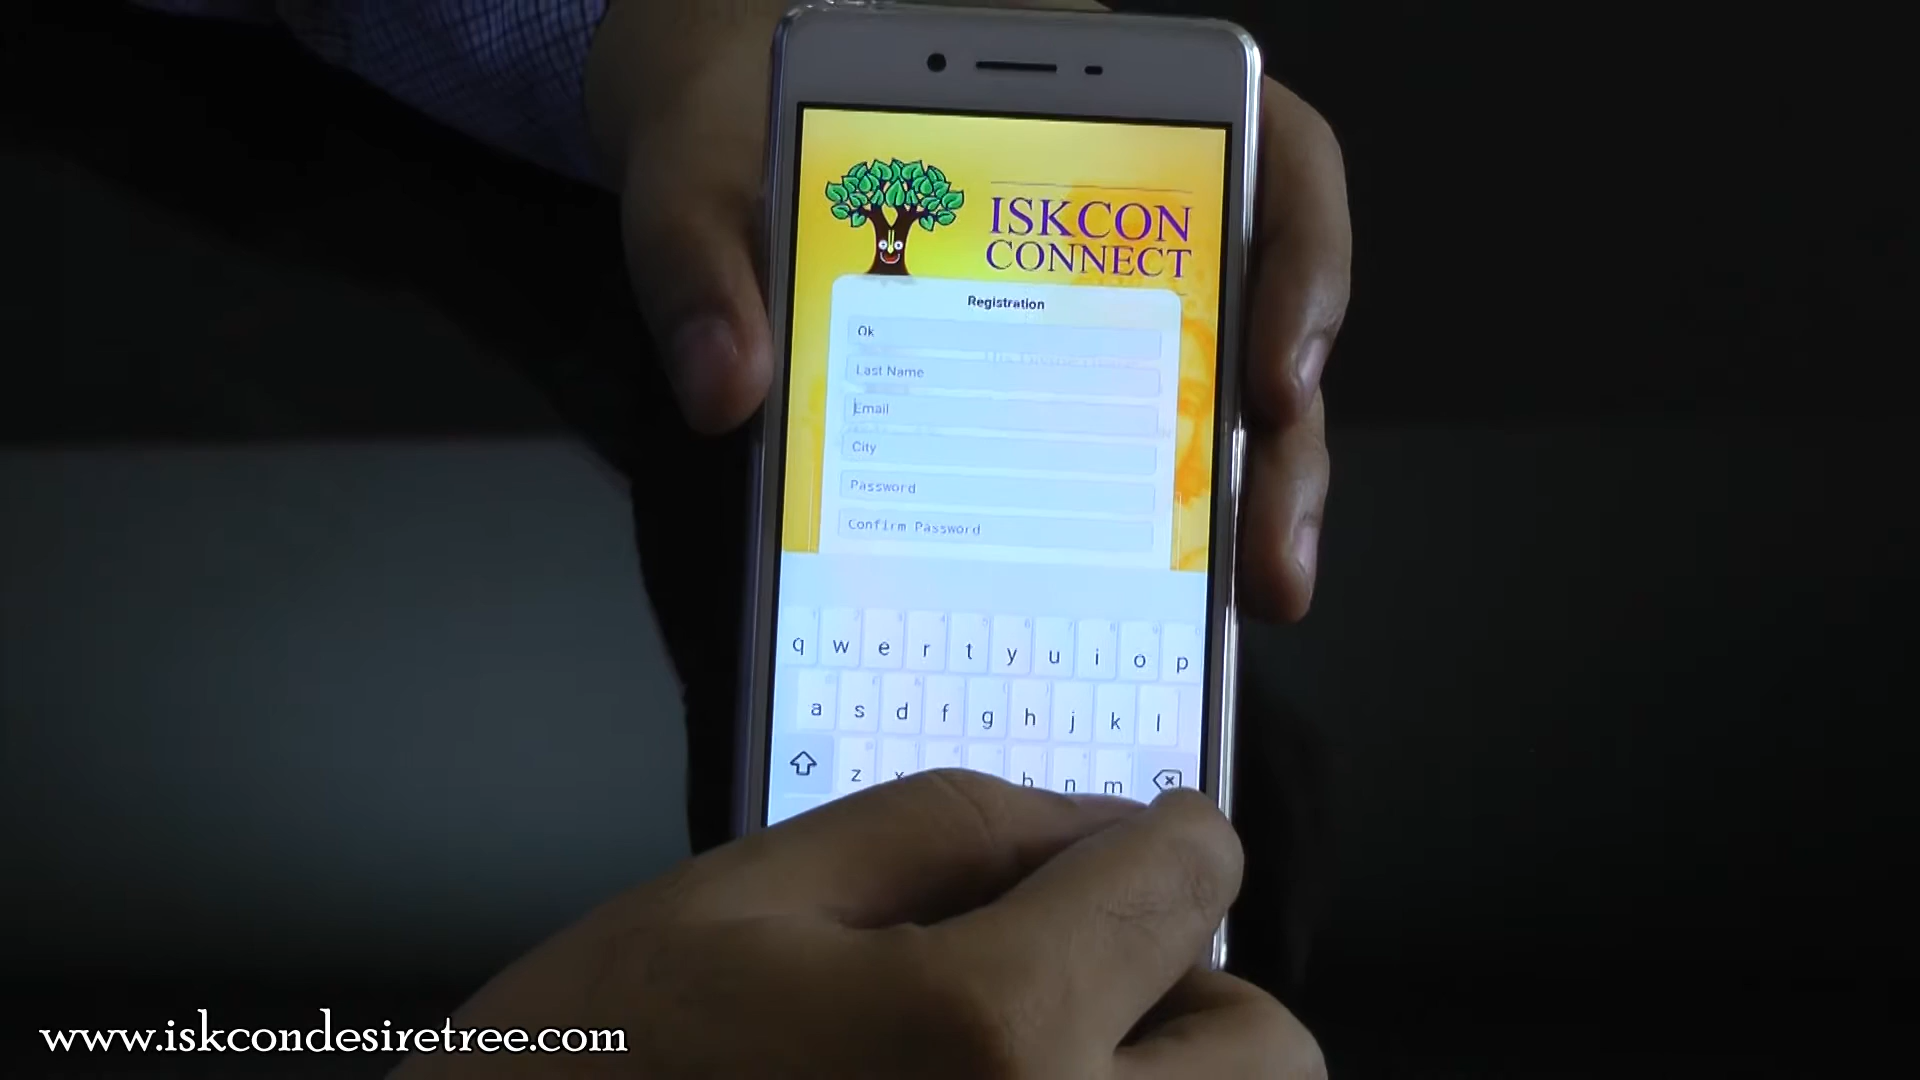 ISKCON
CONNECT
Registration
Ok
Last Name
Email
City
Password
Confirm Password
q w e r t y u i o p
a s d f g h j k l
z x b n m
www.iskcondesiretree.com